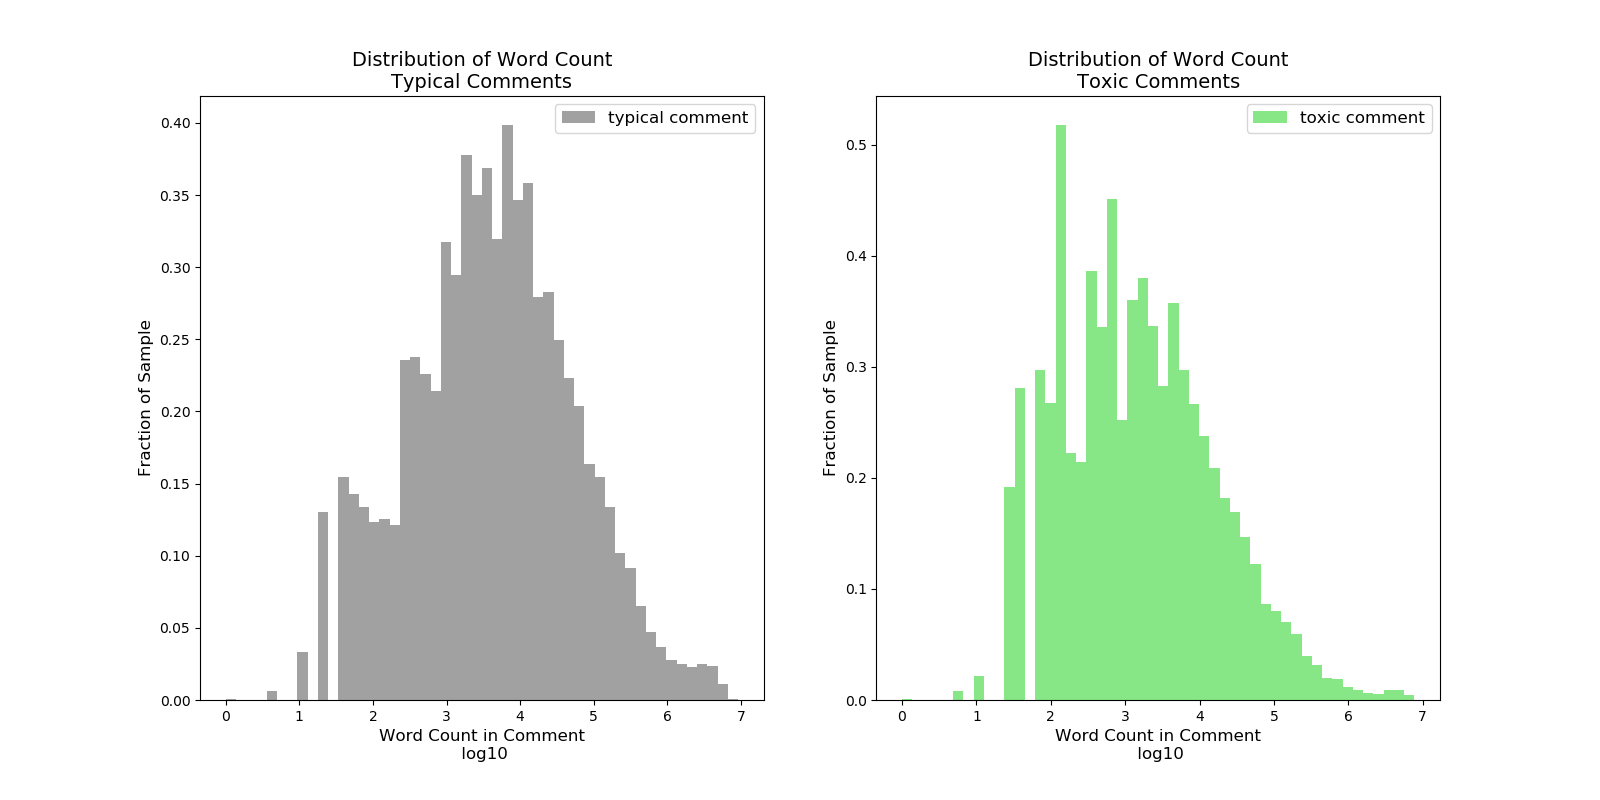 Distribution of Word Count
Typical Comments
typical comment
0.40
0.35
0.30
0.25
0.20
0.15
0.10
0.05
0.00
Fraction of Sample
0 1 2 3 4 5 6 7
Word Count in Comment
log10
Distribution of Word Count
Toxic Comments
toxic comment
0.5
0.4
0.3
0.2
0.1
0.0
Fraction of Sample
0 1 2 3 4 5 6 7
Word Count in Comment
log10